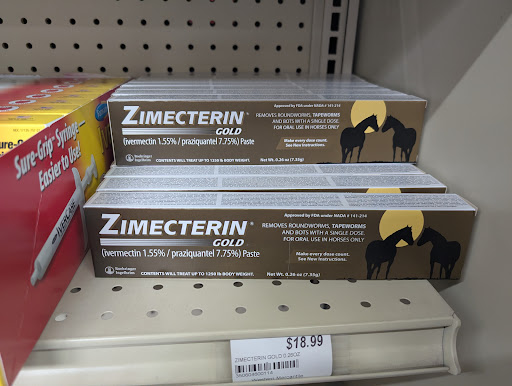 Sure-Grip Syringe—
Easier to Use!
Approved by FDA under NADA # 141-214
ZIMECTERIN®
GOLD
(ivermectin 1.55% / praziquantel 7.75%) Paste
REMOVES ROUNDWORMS, TAPEWORMS
AND BOTS WITH A SINGLE DOSE.
FOR ORAL USE IN HORSES ONLY
Make every dose count.
See New Instructions.
Boehringer
Ingelheim
CONTENTS WILL TREAT UP TO 1250 lb BODY WEIGHT.
Net Wt. 0.26 oz (7.35g)
Approved by FDA under NADA # 141-214
ZIMECTERIN®
GOLD
(ivermectin 1.55% / praziquantel 7.75%) Paste
REMOVES ROUNDWORMS, TAPEWORMS
AND BOTS WITH A SINGLE DOSE.
FOR ORAL USE IN HORSES ONLY
Make every dose count.
See New Instructions.
Boehringer
Ingelheim
CONTENTS WILL TREAT UP TO 1250 lb BODY WEIGHT.
Net Wt. 0.26 oz (7.35g)
$18.99
ZIMECTERIN GOLD 0.26OZ